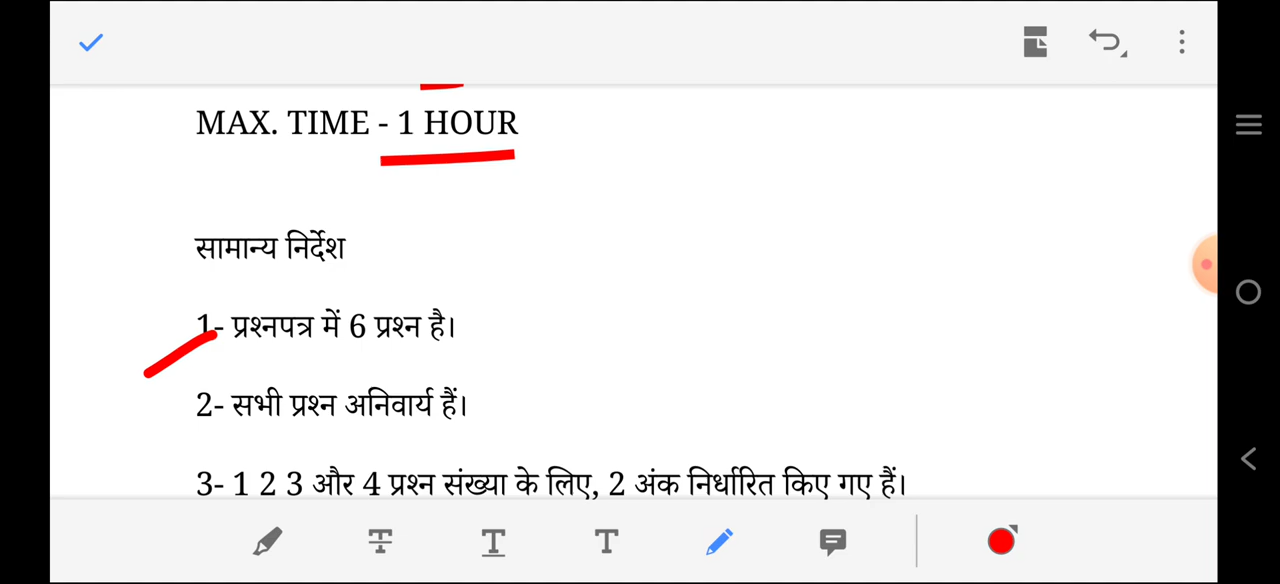 MAX. TIME - 1 HOUR
सामान्य निर्देश
1- प्रश्नपत्र में 6 प्रश्न है।
2- सभी प्रश्न अनिवार्य हैं।
3- 1 2 3 और 4 प्रश्न संख्या के लिए, 2 अंक निर्धारित किए गए हैं।